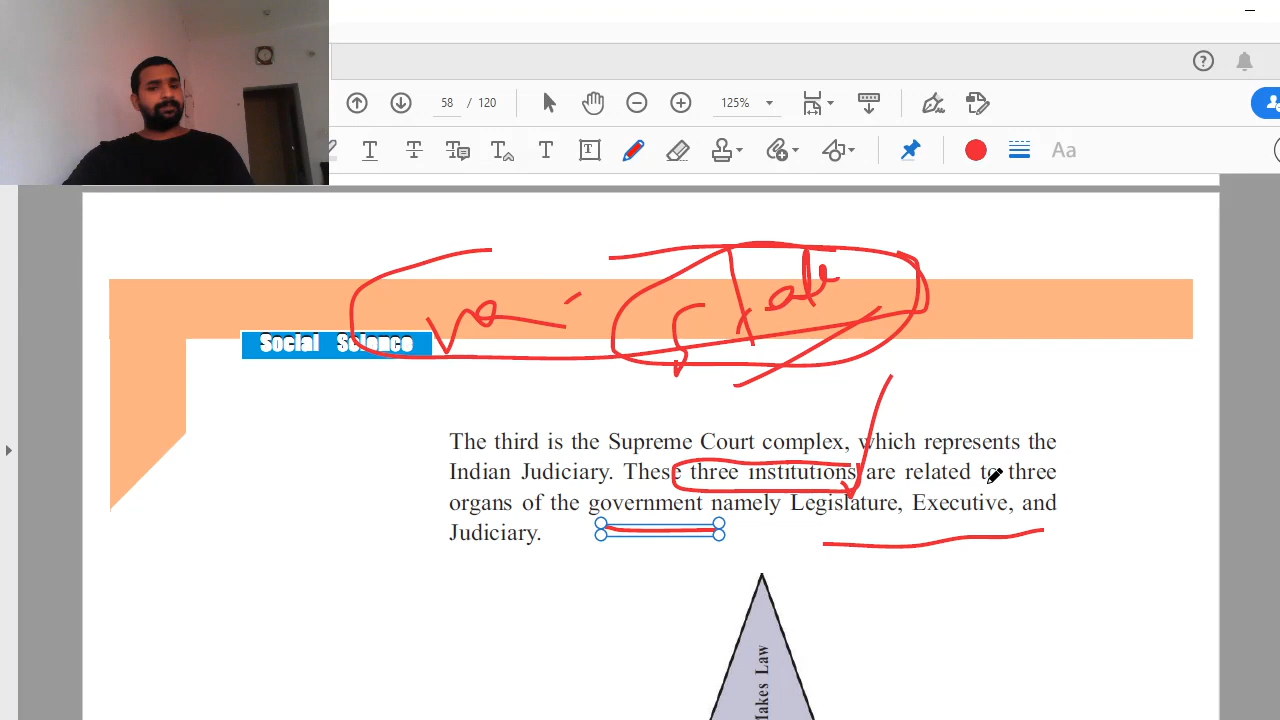 58 / 120
125%
T T T T T T Aa
Social Science
State
The third is the Supreme Court complex, which represents the
Indian Judiciary. These three institutions are related to three
organs of the government namely Legislature, Executive, and
Judiciary.
Makes Law